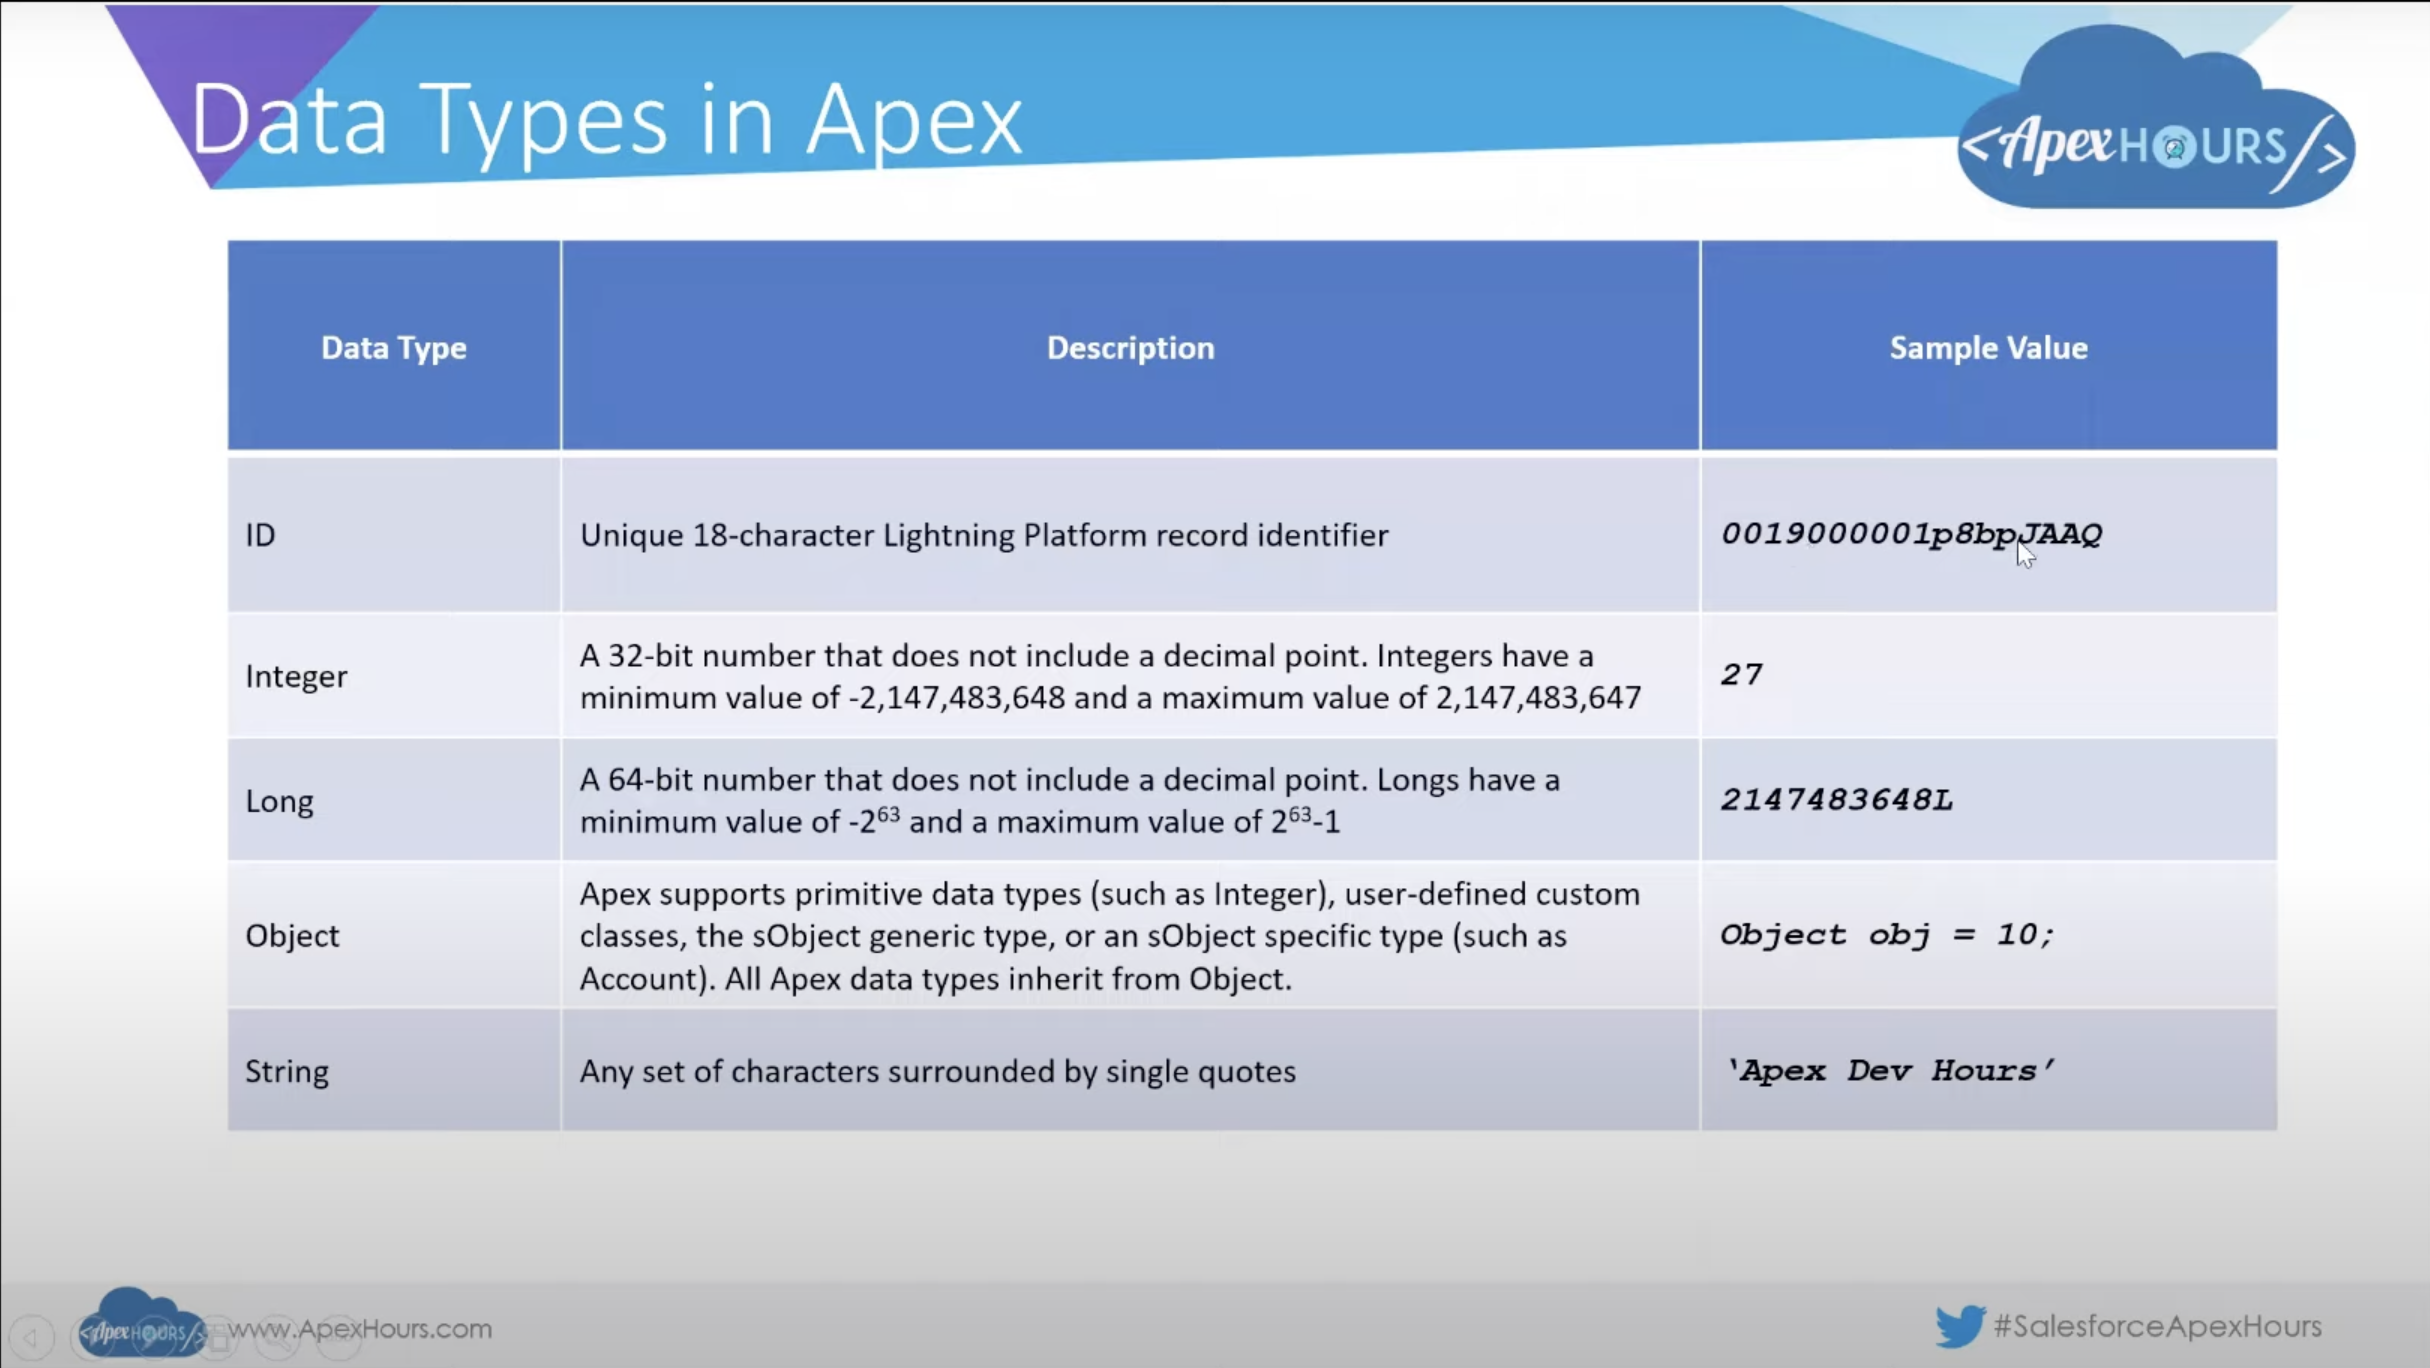 Data Types in Apex
<ApexHOURS/>
Data Type
Description
Sample Value
ID
Unique 18-character Lightning Platform record identifier
0019000001p8bpJAAQ
Integer
A 32-bit number that does not include a decimal point. Integers have a
minimum value of -2,147,483,648 and a maximum value of 2,147,483,647
27
Long
A 64-bit number that does not include a decimal point. Longs have a
minimum value of -2⁶³ and a maximum value of 2⁶³-1
2147483648L
Object
Apex supports primitive data types (such as Integer), user-defined custom
classes, the sObject generic type, or an sObject specific type (such as
Account). All Apex data types inherit from Object.
Object obj = 10;
String
Any set of characters surrounded by single quotes
‘Apex Dev Hours’
<ApexHOURS/>
www.ApexHours.com
#SalesforceApexHours